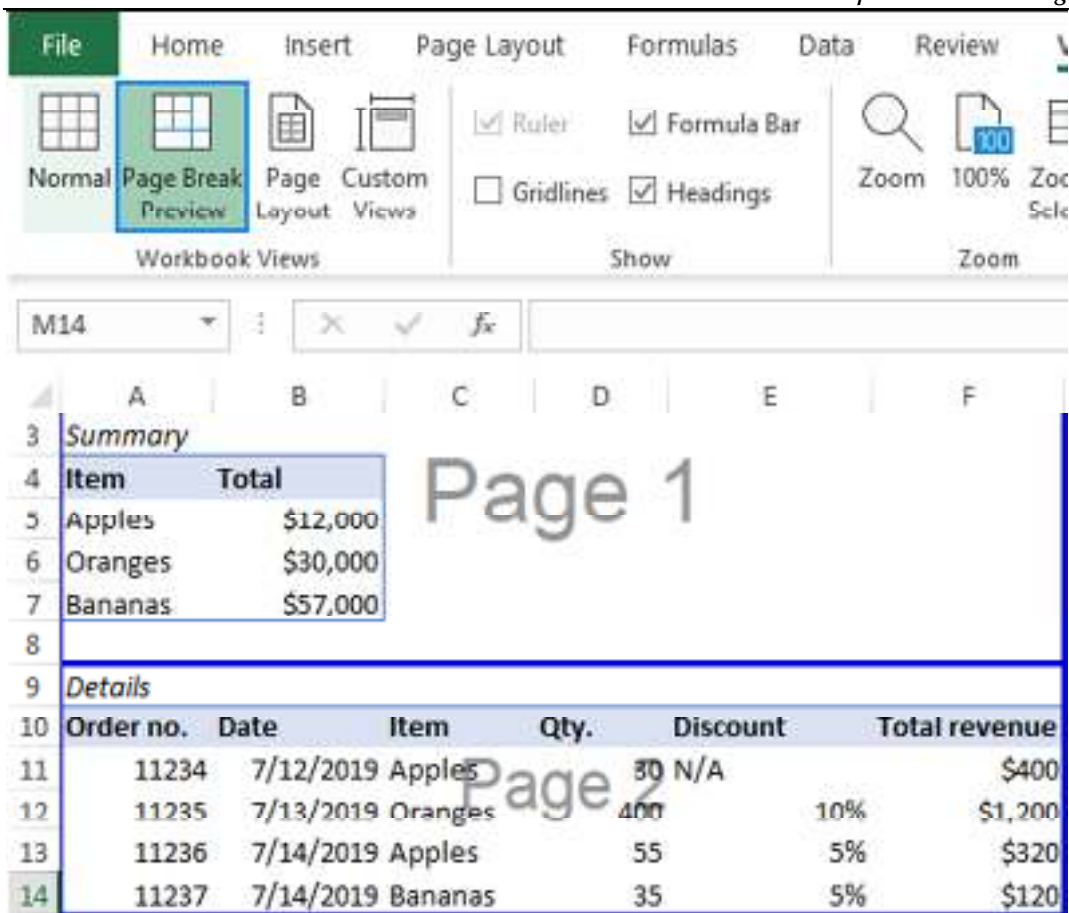 File Home Insert Page Layout Formulas Data Review
Ruler Formula Bar
Normal Page Break Preview Page Layout Custom Views Gridlines Headings Zoom 100%
Workbook Views Show Zoom
M14 fx
A B C D E F
3 Summary
4 Item Total
5 Apples $12,000
6 Oranges $30,000
7 Bananas $57,000
Page 1
8
9 Details
10 Order no. Date Item Qty. Discount Total revenue
11 11234 7/12/2019 Apples 30 N/A $400
12 11235 7/13/2019 Oranges 400 10% $1,200
Page 2
13 11236 7/14/2019 Apples 55 5% $320
14 11237 7/14/2019 Bananas 35 5% $120